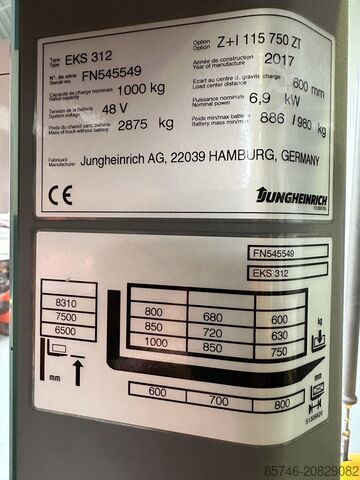 Type EKS 312 Option Z+I 115 750 ZT
Type Option
N°. de série FN545549 Année de construction 2017
Serial-no. Year of manufacture
Capacité de charge nominale 1000 kg Ecart au centre d. gravité charge 600 mm
Rated capacity Load center distance
Tension de la batterie 48 V Puissance nominale 6,9 kW
System voltage Nominal power
Poids du chariot sans batterie 2875 kg Poids min/max batterie 886 / 980 kg
Mass of truck without battery Battery mass min/max
Fabricant Jungheinrich AG, 22039 HAMBURG, GERMANY
Manufacturer
CE JUNGHEINRICH
FN545549
EKS 312
8310 800 680 600
7500 850 720 630 kg
6500 1000 850 750
mm 600 700 800 mm
85746-20829082